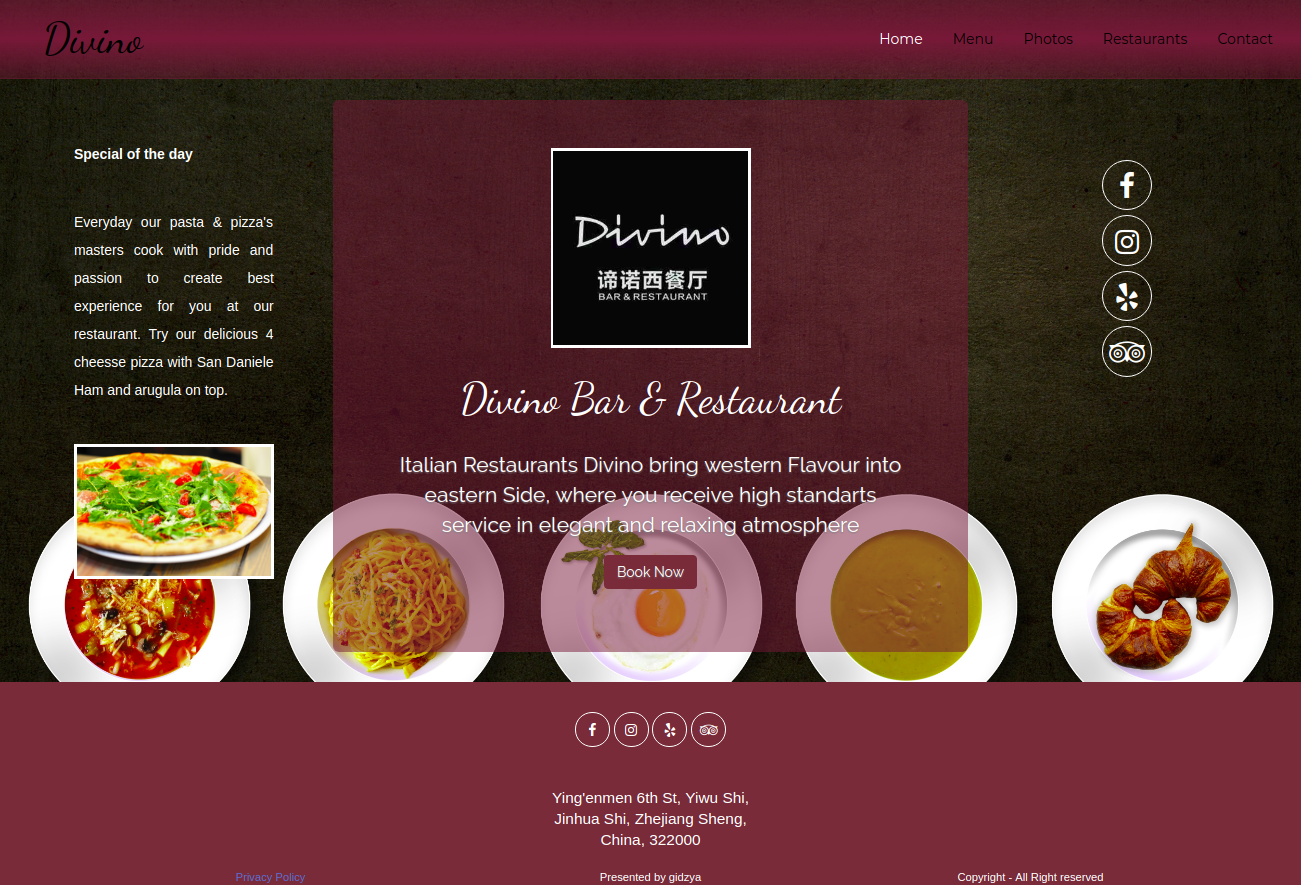 Divino
Home Menu Photos Restaurants Contact
Special of the day
Everyday our pasta & pizza's
masters cook with pride and
passion to create best
experience for you at our
restaurant. Try our delicious 4
cheesse pizza with San Daniele
Ham and arugula on top.
Divino
谛诺西餐厅
BAR & RESTAURANT
Divino Bar & Restaurant
Italian Restaurants Divino bring western Flavour into
eastern Side, where you receive high standarts
service in elegant and relaxing atmosphere
Book Now
Ying'enmen 6th St, Yiwu Shi,
Jinhua Shi, Zhejiang Sheng,
China, 322000
Privacy Policy
Presented by gidzya
Copyright - All Right reserved